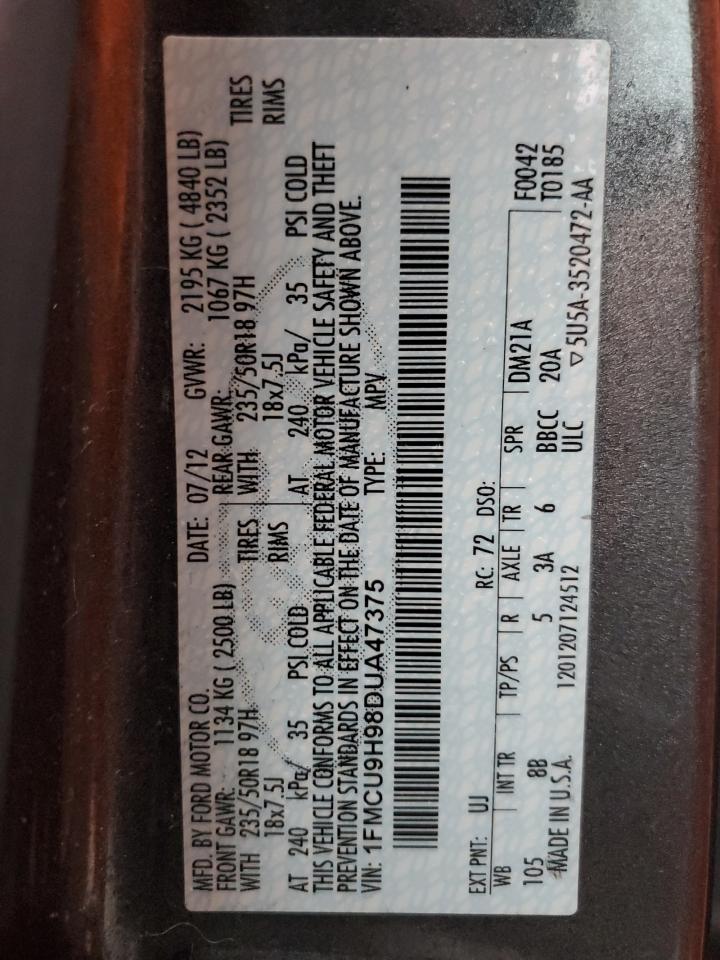 MFD. BY FORD MOTOR CO. DATE: 07/12 GVWR: 2195 KG ( 4840 LB)
FRONT GAWR: 1134 KG ( 2500 LB) REAR GAWR: 1067 KG ( 2352 LB)
WITH 235/50R18 97H TIRES WITH 235/50R18 97H TIRES
18x7.5J RIMS 18x7.5J RIMS
AT 240 kPa/ 35 PSI COLD AT 240 kPa/ 35 PSI COLD
THIS VEHICLE CONFORMS TO ALL APPLICABLE FEDERAL MOTOR VEHICLE SAFETY AND THEFT
PREVENTION STANDARDS IN EFFECT ON THE DATE OF MANUFACTURE SHOWN ABOVE.
VIN: 1FMCU9H98DUA47375 TYPE: MPV
EXT PNT: UJ RC: 72 DSO:
WB INT TR TP/PS R AXLE TR SPR DM21A F0042
105 8B 5 3A 6 BBCC 20A T0185
MADE IN U.S.A. 1201207124512 ULC ▽5U5A-3520472-AA